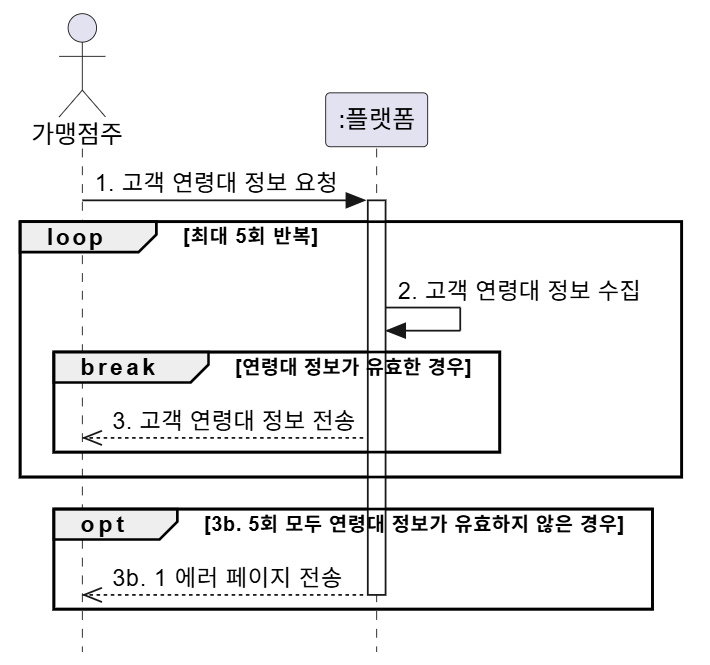 가맹점주
:플랫폼
1. 고객 연령대 정보 요청
loop
[최대 5회 반복]
2. 고객 연령대 정보 수집
break
[연령대 정보가 유효한 경우]
3. 고객 연령대 정보 전송
opt
[3b. 5회 모두 연령대 정보가 유효하지 않은 경우]
3b. 1 에러 페이지 전송